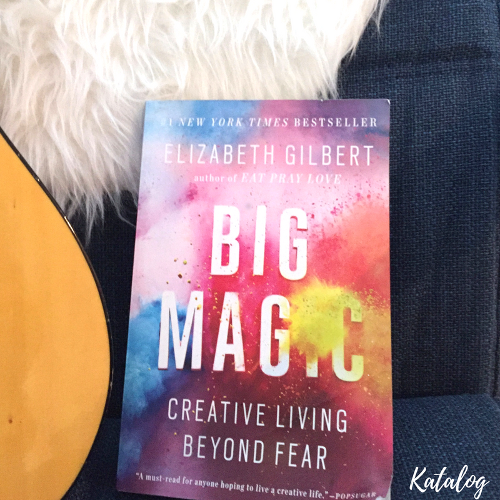 #1 NEW YORK TIMES BESTSELLER
ELIZABETH GILBERT
author of EAT PRAY LOVE
BIG
MAGIC
CREATIVE LIVING
BEYOND FEAR
"A must-read for anyone hoping to live a creative life." —POPSUGAR
Katalog